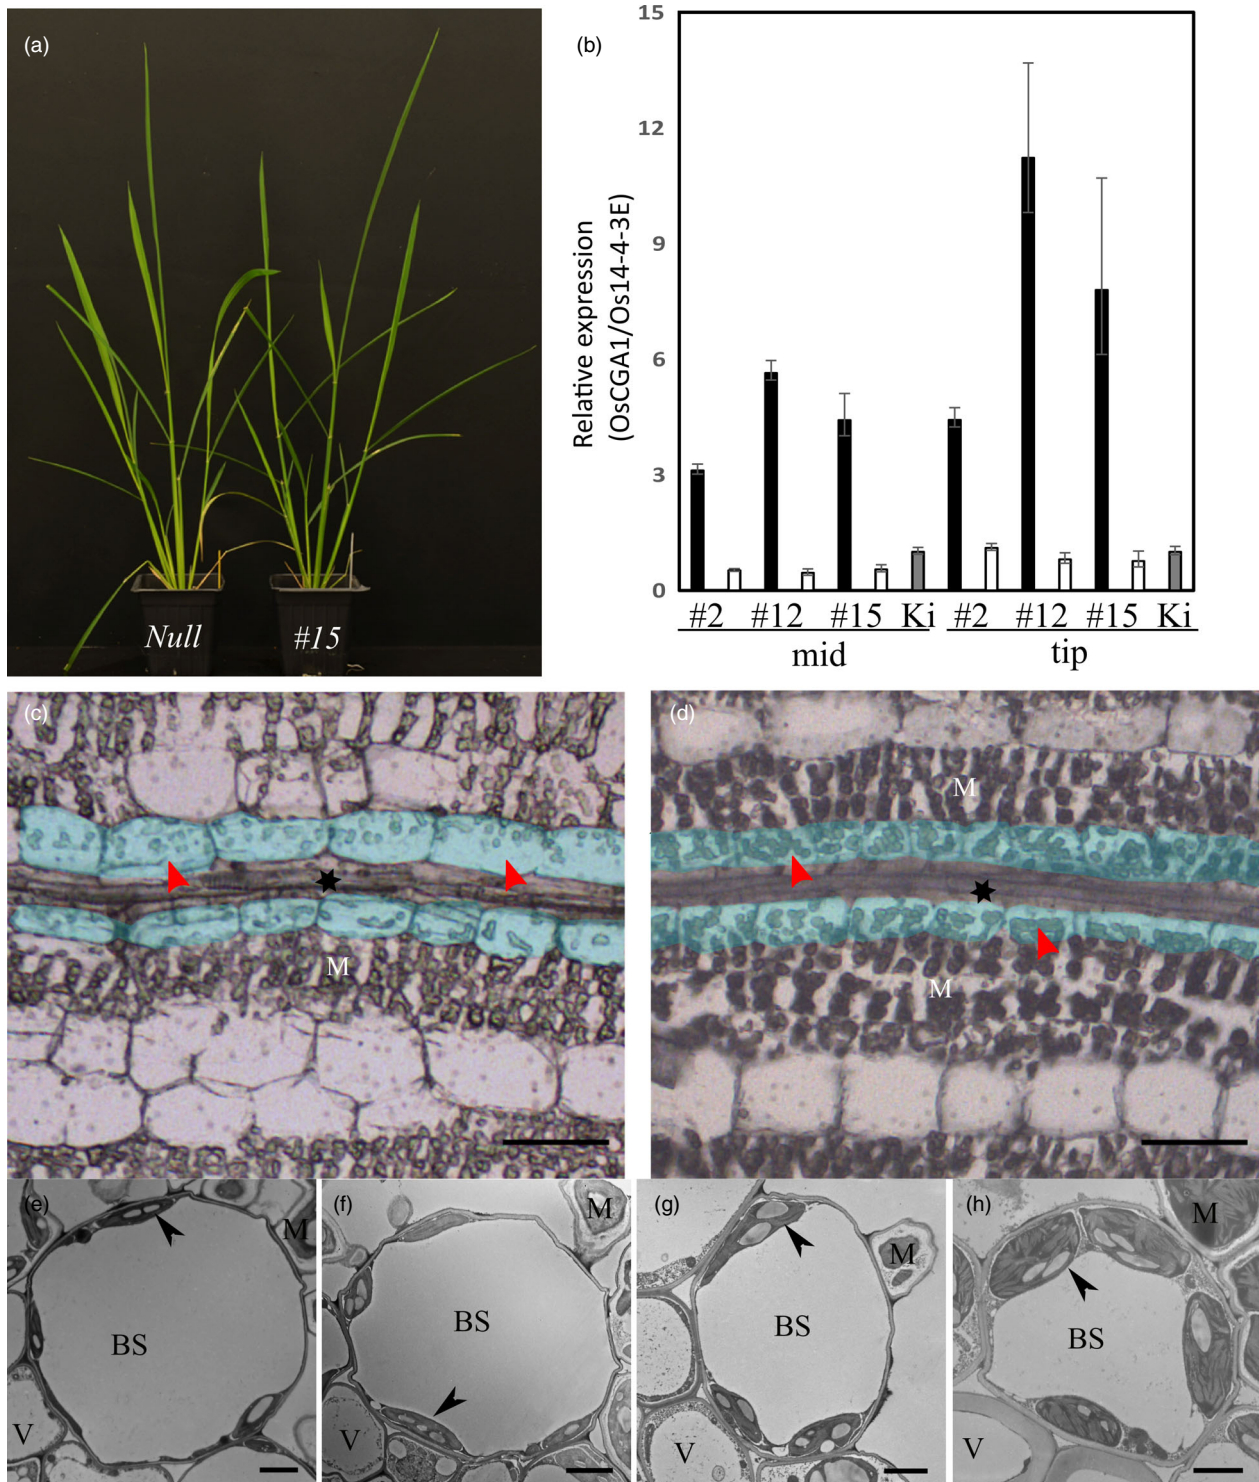 (a)
Null
#15
(b)
Relative expression
(OsCGA1/Os14-4-3E)
15
12
9
6
3
0
#2 #12 #15 Ki #2 #12 #15 Ki
mid tip
(c)
M
(d)
M
M
(e)
M
BS
V
(f)
M
BS
V
(g)
M
BS
V
(h)
M
BS
V